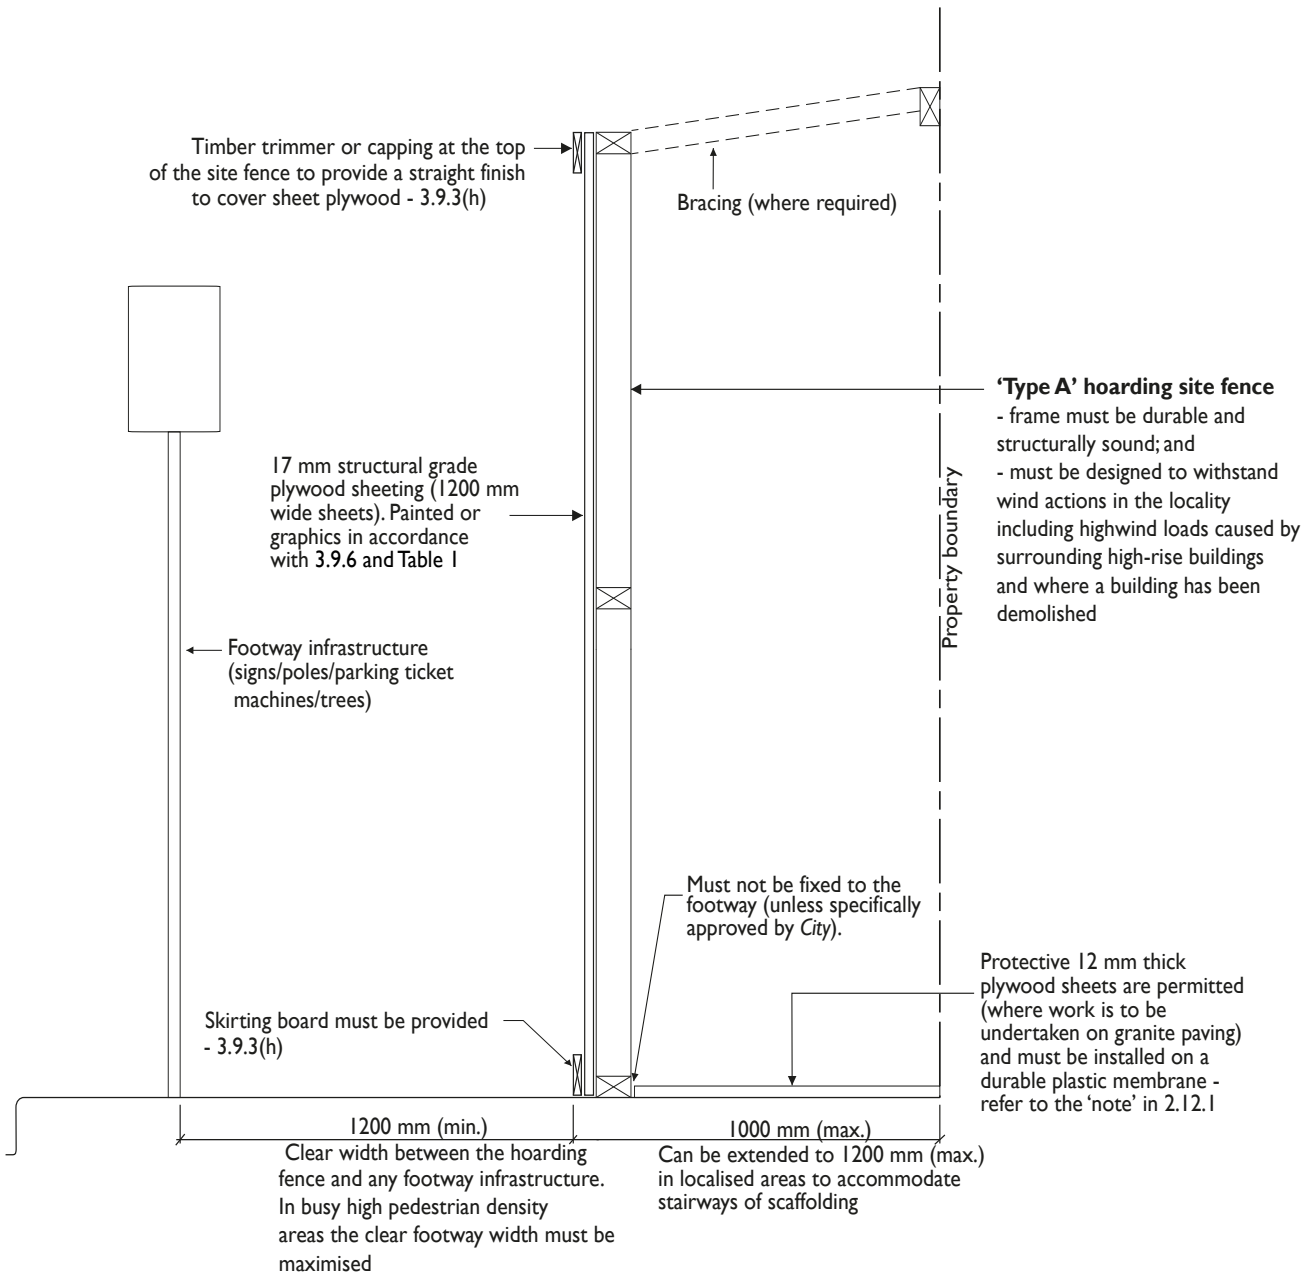 Timber trimmer or capping at the top
of the site fence to provide a straight finish
to cover sheet plywood - 3.9.3(h)
Bracing (where required)
'Type A' hoarding site fence
- frame must be durable and
structurally sound; and
- must be designed to withstand
wind actions in the locality
including highwind loads caused by
surrounding high-rise buildings
and where a building has been
demolished
17 mm structural grade
plywood sheeting (1200 mm
wide sheets). Painted or
graphics in accordance
with 3.9.6 and Table 1
Property boundary
Footway infrastructure
(signs/poles/parking ticket
machines/trees)
Must not be fixed to the
footway (unless specifically
approved by City).
Protective 12 mm thick
plywood sheets are permitted
(where work is to be
undertaken on granite paving)
and must be installed on a
durable plastic membrane -
refer to the 'note' in 2.12.1
Skirting board must be provided
- 3.9.3(h)
1200 mm (min.)
Clear width between the hoarding
fence and any footway infrastructure.
In busy high pedestrian density
areas the clear footway width must be
maximised
1000 mm (max.)
Can be extended to 1200 mm (max.)
in localised areas to accommodate
stairways of scaffolding